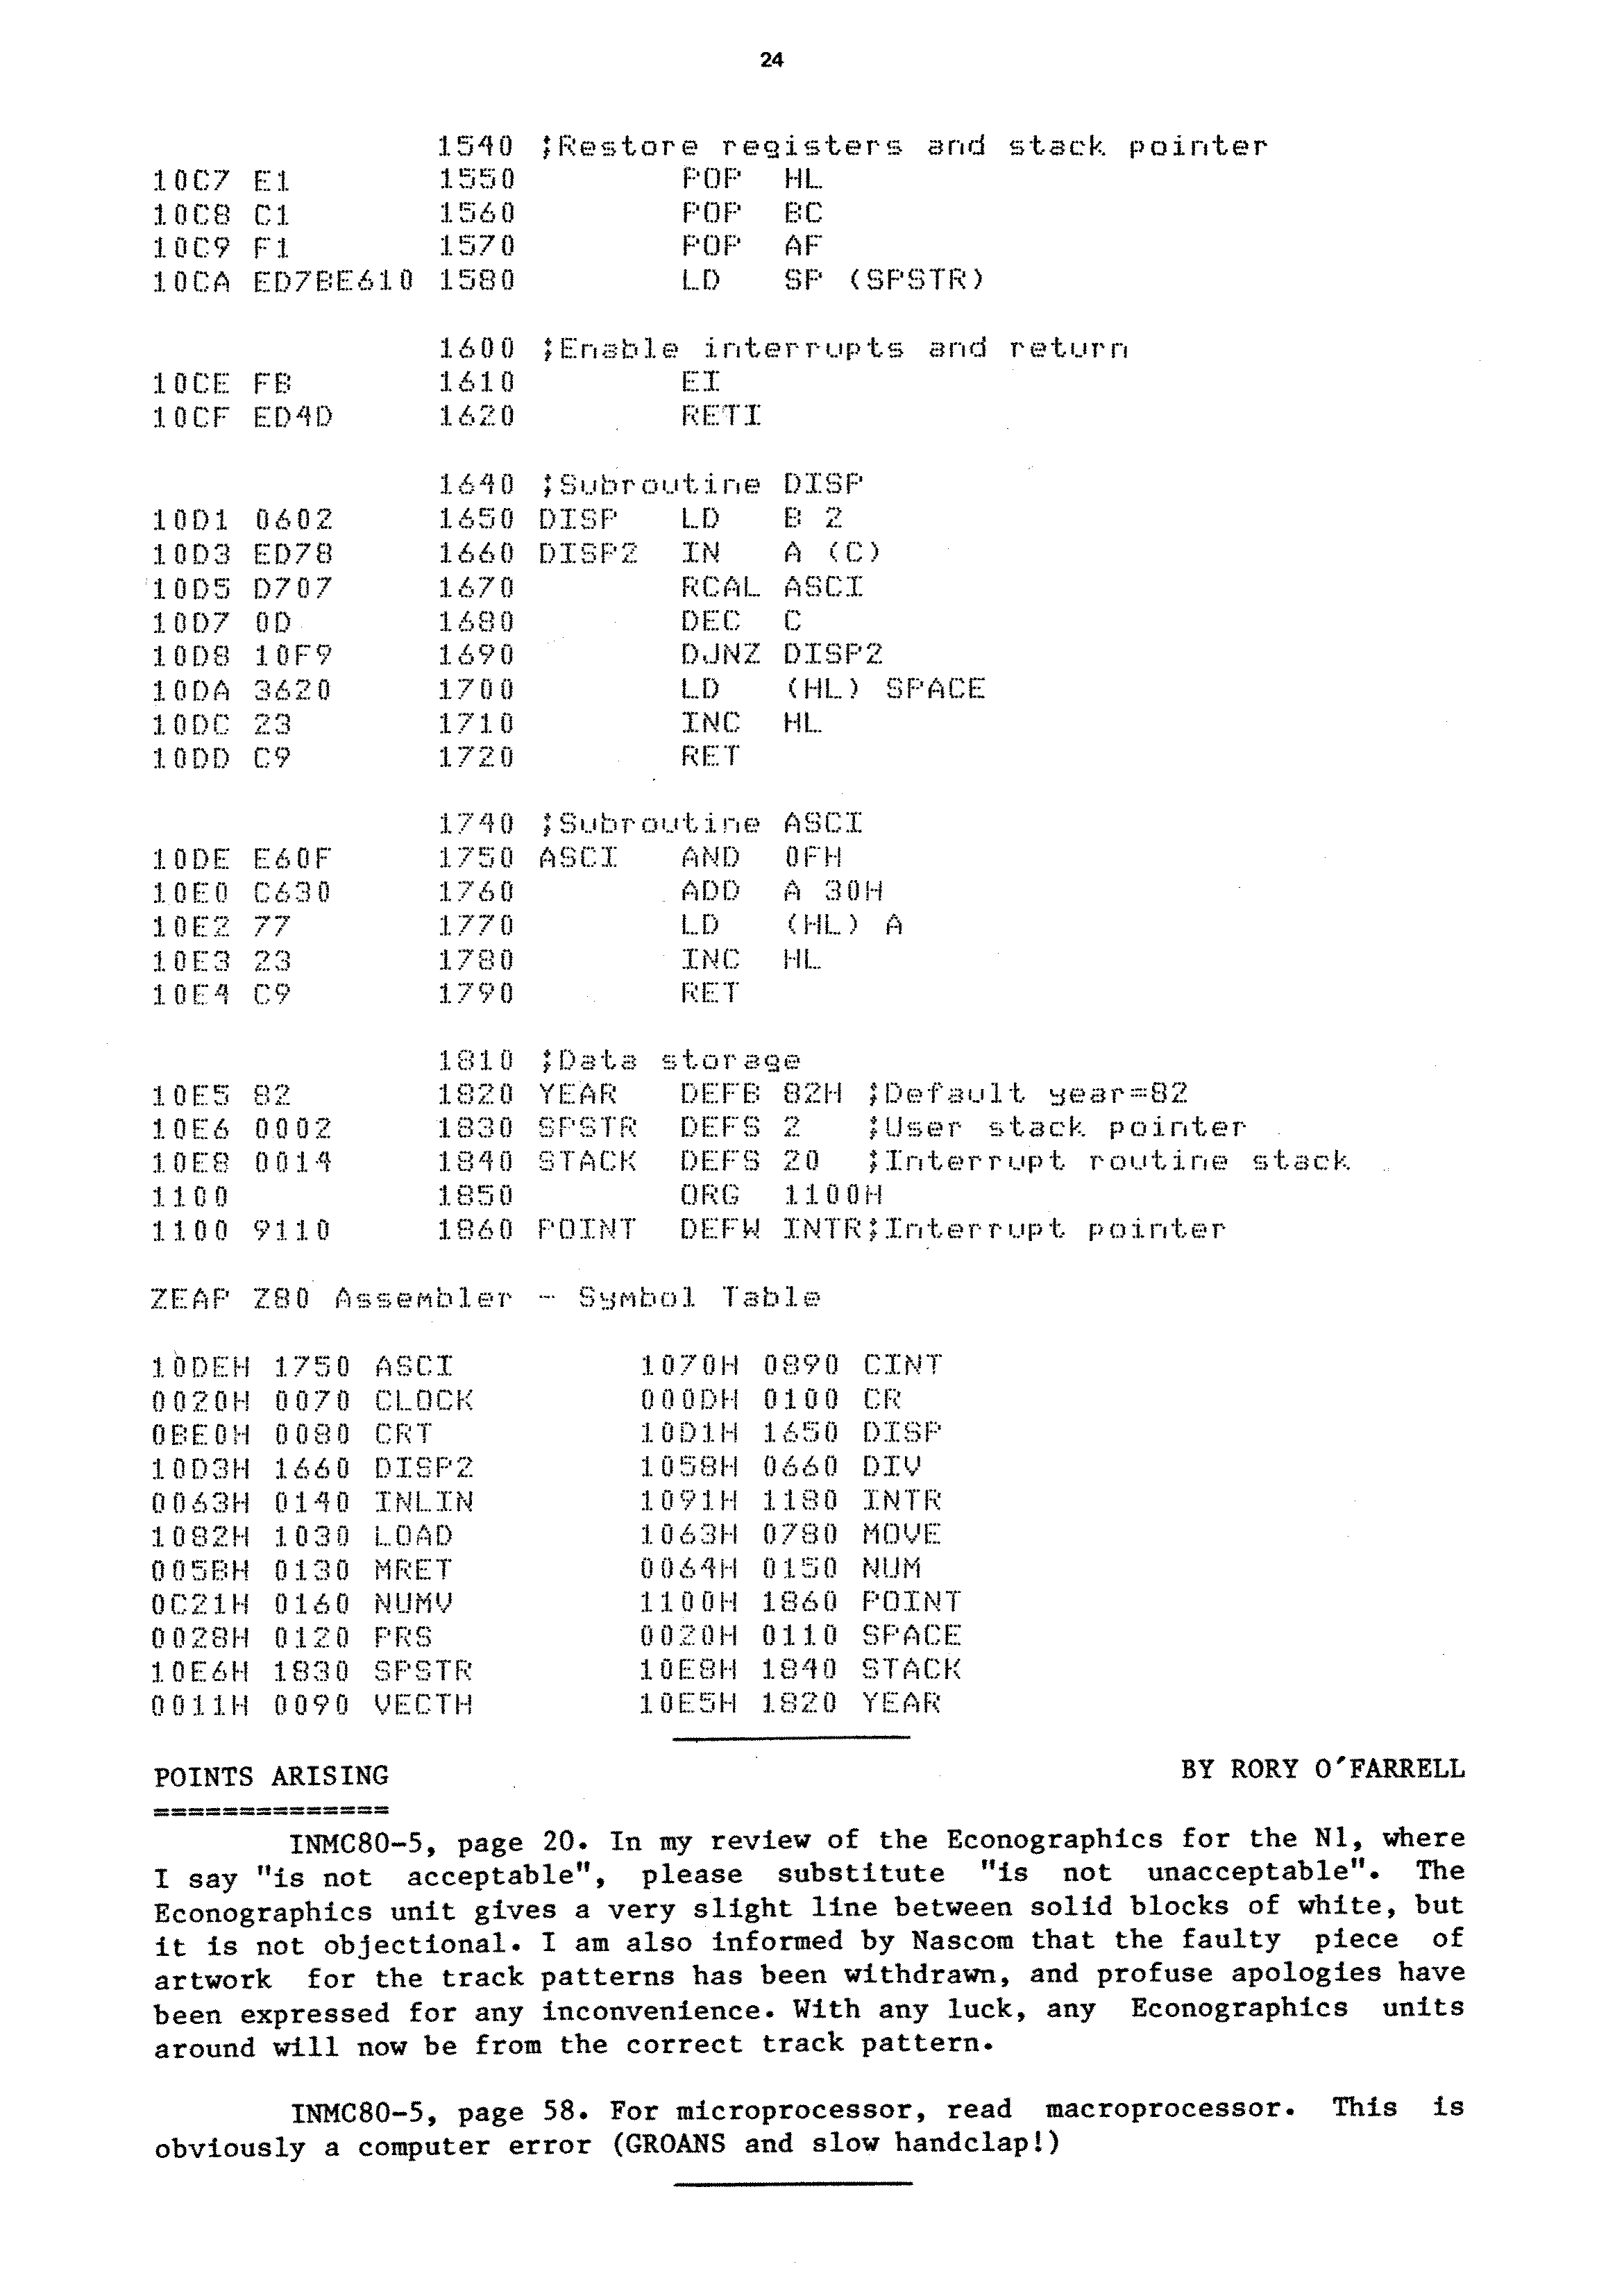 24
1540 ;Restore registers and stack pointer
10C7 E1 1550 POP HL
10C8 C1 1560 POP BC
10C9 F1 1570 POP AF
10CA ED7BE610 1580 LD SP (SPSTR)
1600 ;Enable interrupts and return
10CE FB 1610 EI
10CF ED4D 1620 RETI
1640 ;Subroutine DISP
10D1 0602 1650 DISP LD B 2
10D3 ED78 1660 DISP2 IN A (C)
10D5 D707 1670 RCAL ASCI
10D7 0D 1680 DEC C
10D8 10F9 1690 DJNZ DISP2
10DA 3620 1700 LD (HL) SPACE
10DC 23 1710 INC HL
10DD C9 1720 RET
1740 ;Subroutine ASCI
10DE E60F 1750 ASCI AND 0FH
10E0 C630 1760 ADD A 30H
10E2 77 1770 LD (HL) A
10E3 23 1780 INC HL
10E4 C9 1790 RET
1810 ;Data storage
10E5 82 1820 YEAR DEFB 82H ;Default year=82
10E6 0002 1830 SPSTR DEFS 2 ;User stack pointer
10E8 0014 1840 STACK DEFS 20 ;Interrupt routine stack
1100 1850 ORG 1100H
1100 9110 1860 POINT DEFW INTR;Interrupt pointer
ZEAP Z80 Assembler - Symbol Table
10DEH 1750 ASCI 1070H 0890 CINT
0020H 0070 CLOCK 000DH 0100 CR
0BE0H 0080 CRT 10D1H 1650 DISP
10D3H 1660 DISP2 1058H 0660 DIV
0063H 0140 INLIN 1091H 1180 INTR
1082H 1030 LOAD 1063H 0780 MOVE
005BH 0130 MRET 0064H 0150 NUM
0C21H 0160 NUMV 1100H 1860 POINT
0028H 0120 PRS 0020H 0110 SPACE
10E6H 1830 SPSTR 10E8H 1840 STACK
0011H 0090 VECTH 10E5H 1820 YEAR
POINTS ARISING BY RORY O'FARRELL
==============
INMC80-5, page 20. In my review of the Econographics for the N1, where
I say "is not acceptable", please substitute "is not unacceptable". The
Econographics unit gives a very slight line between solid blocks of white, but
it is not objectional. I am also informed by Nascom that the faulty piece of
artwork for the track patterns has been withdrawn, and profuse apologies have
been expressed for any inconvenience. With any luck, any Econographics units
around will now be from the correct track pattern.
INMC80-5, page 58. For microprocessor, read macroprocessor. This is
obviously a computer error (GROANS and slow handclap!)